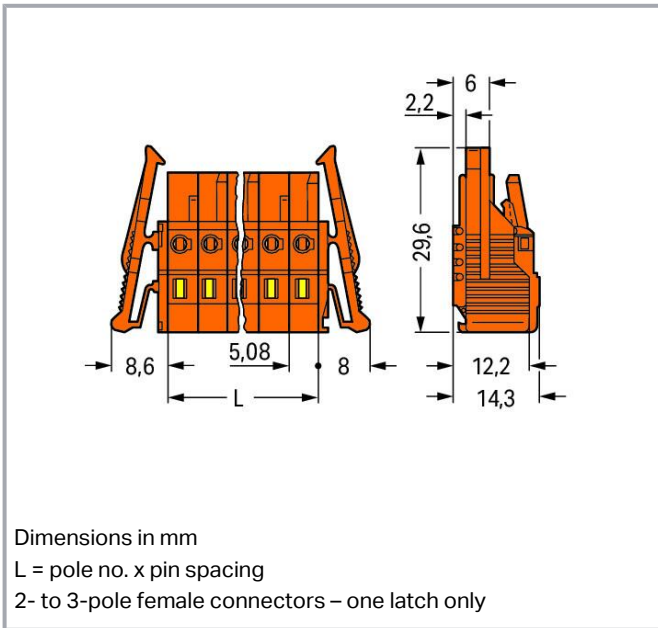 6
2,2
29,6
8,6
5,08
8
L
12,2
14,3
Dimensions in mm
L = pole no. x pin spacing
2- to 3-pole female connectors – one latch only